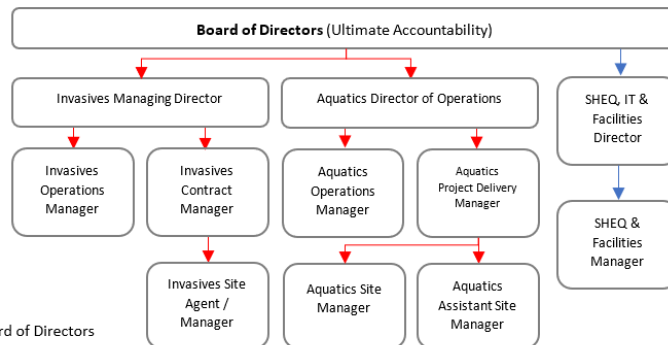 Board of Directors (Ultimate Accountability)
Invasives Managing Director
Aquatics Director of Operations
SHEQ, IT &
Facilities
Director
Invasives
Operations
Manager
Invasives
Contract
Manager
Aquatics
Operations
Manager
Aquatics
Project Delivery
Manager
SHEQ &
Facilities
Manager
Invasives Site
Agent /
Manager
Aquatics Site
Manager
Aquatics
Assistant Site
Manager
rd of Directors